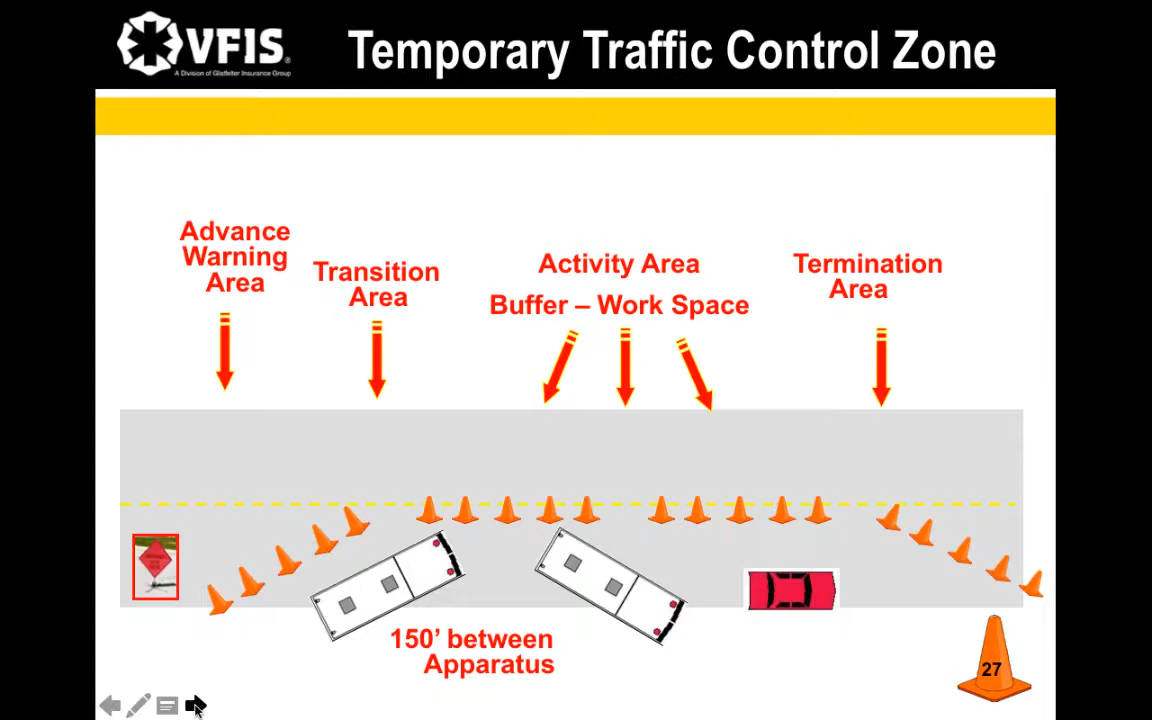 VFIS®
A Division of Glatfelter Insurance Group
Temporary Traffic Control Zone
Advance
Warning
Area
Transition
Area
Activity Area
Buffer – Work Space
Termination
Area
150’ between
Apparatus
27